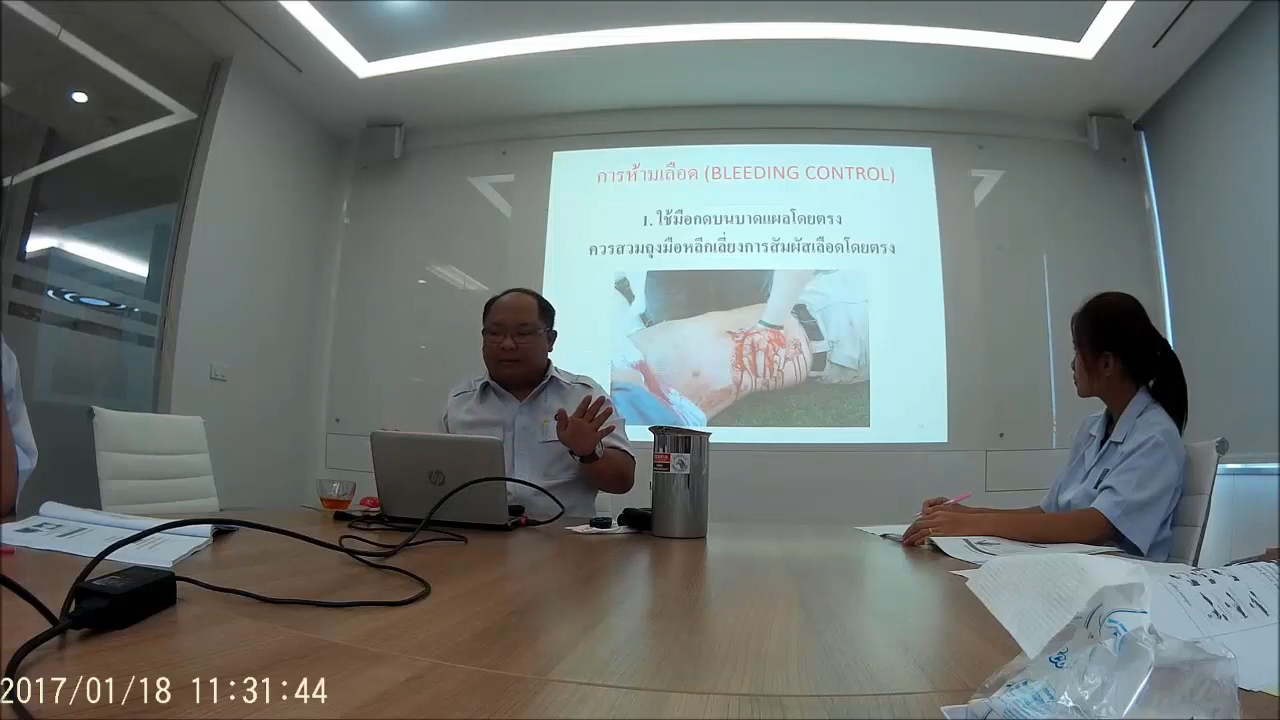 การห้ามเลือด (BLEEDING CONTROL)
1. ใช้มือกดบนบาดแผลโดยตรง
ควรสวมถุงมือหลีกเลี่ยงการสัมผัสเลือดโดยตรง
hp
ZEBRA
2017/01/18 11:31:44